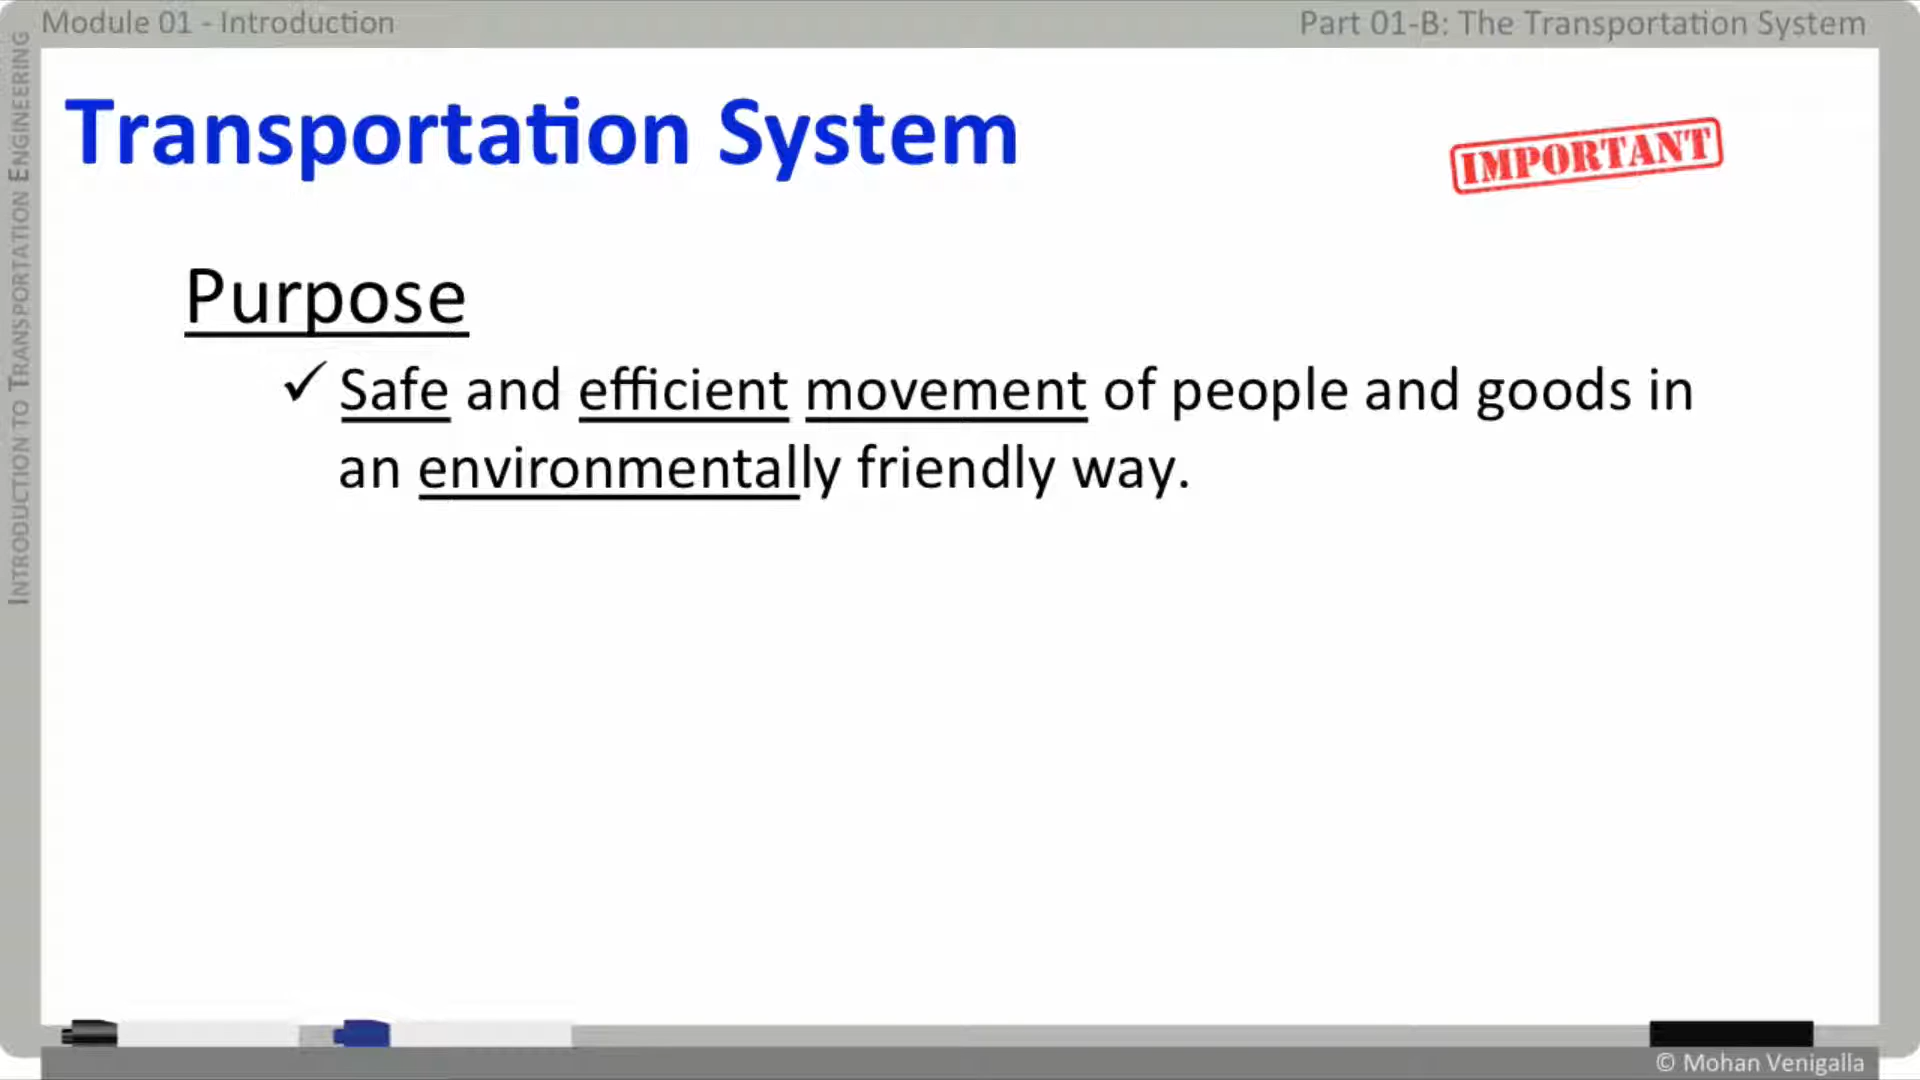 Module 01 - Introduction
Part 01-B: The Transportation System
INTRODUCTION TO TRANSPORTATION ENGINEERING
Transportation System
IMPORTANT
Purpose
✓ Safe and efficient movement of people and goods in
an environmentally friendly way.
© Mohan Venigalla